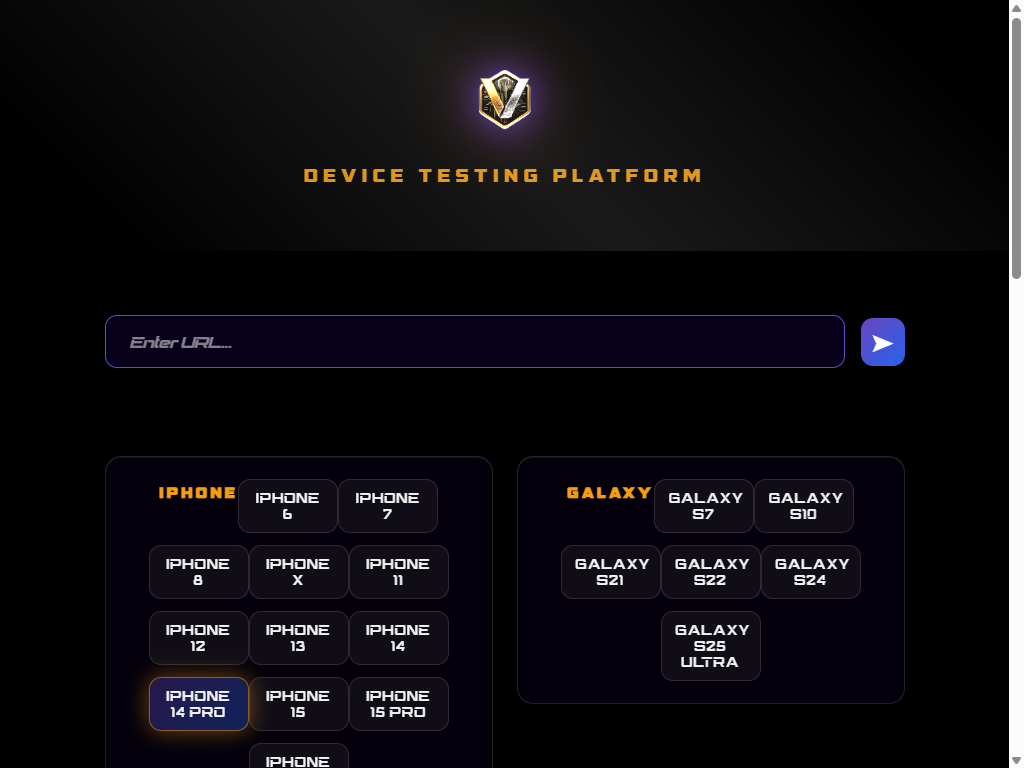 DEVICE TESTING PLATFORM
Enter URL...
IPHONE
IPHONE
6
IPHONE
7
IPHONE
8
IPHONE
X
IPHONE
11
IPHONE
12
IPHONE
13
IPHONE
14
IPHONE
14 PRO
IPHONE
15
IPHONE
15 PRO
IPHONE
GALAXY
GALAXY
S7
GALAXY
S10
GALAXY
S21
GALAXY
S22
GALAXY
S24
GALAXY
S25
ULTRA